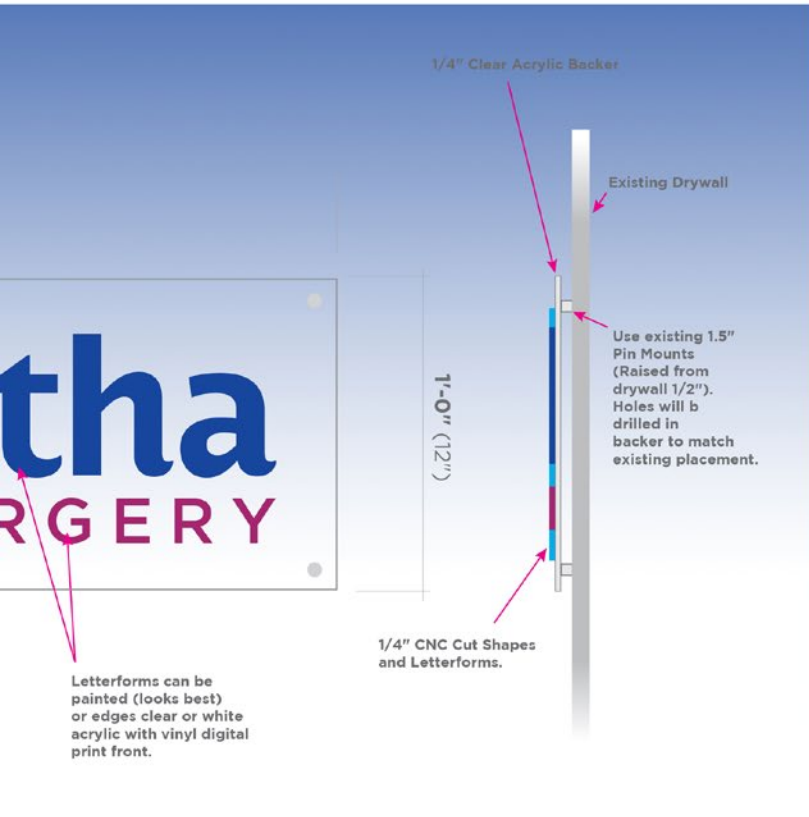 1/4" Clear Acrylic Backer
Existing Drywall
Use existing 1.5"
Pin Mounts
(Raised from
drywall 1/2").
Holes will b
drilled in
backer to match
existing placement.
1'-0" (12")
tha
RGERY
1/4" CNC Cut Shapes
and Letterforms.
Letterforms can be
painted (looks best)
or edges clear or white
acrylic with vinyl digital
print front.